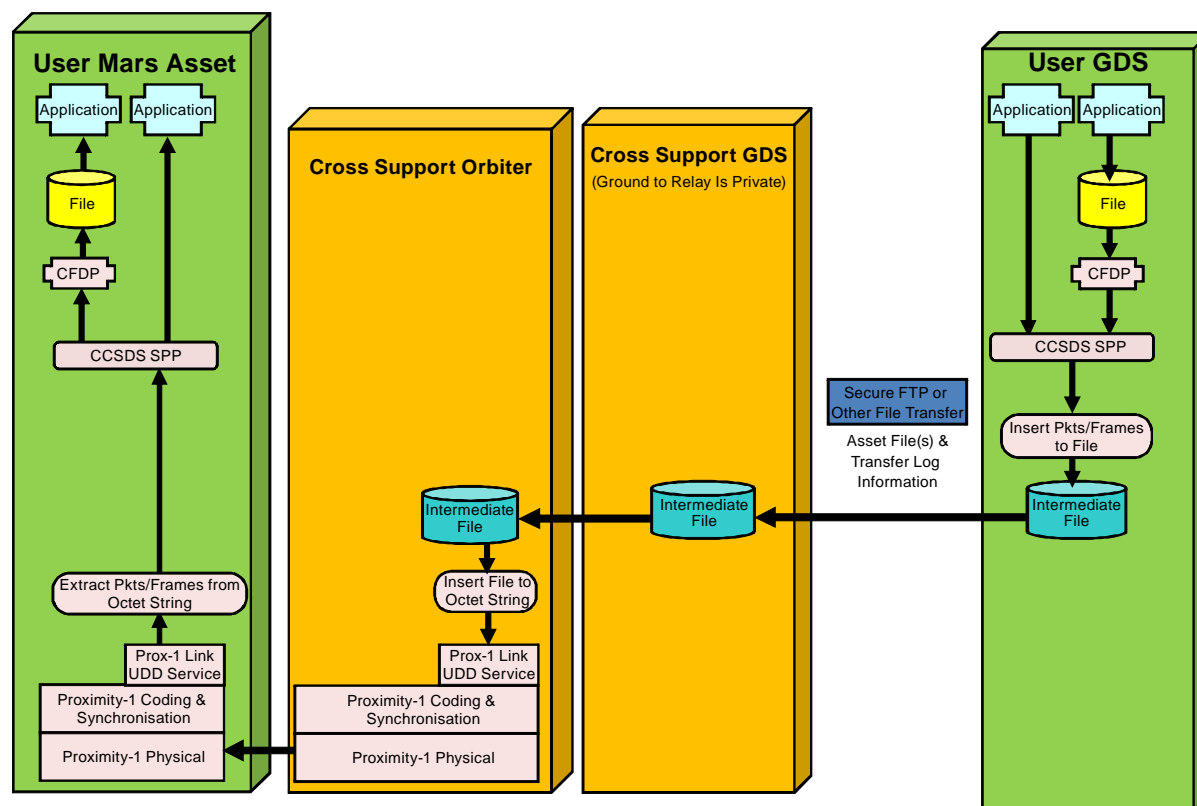 User Mars Asset
Application
Application
File
CFDP
CCSDS SPP
Extract Pkts/Frames from
Octet String
Prox-1 Link
UDD Service
Proximity-1 Coding &
Synchronisation
Proximity-1 Physical
Cross Support Orbiter
Intermediate
File
Insert File to
Octet String
Prox-1 Link
UDD Service
Proximity-1 Coding &
Synchronisation
Proximity-1 Physical
Cross Support GDS
(Ground to Relay Is Private)
Intermediate
File
Secure FTP or
Other File Transfer
Asset File(s) &
Transfer Log
Information
User GDS
Application
Application
File
CFDP
CCSDS SPP
Insert Pkts/Frames
to File
Intermediate
File